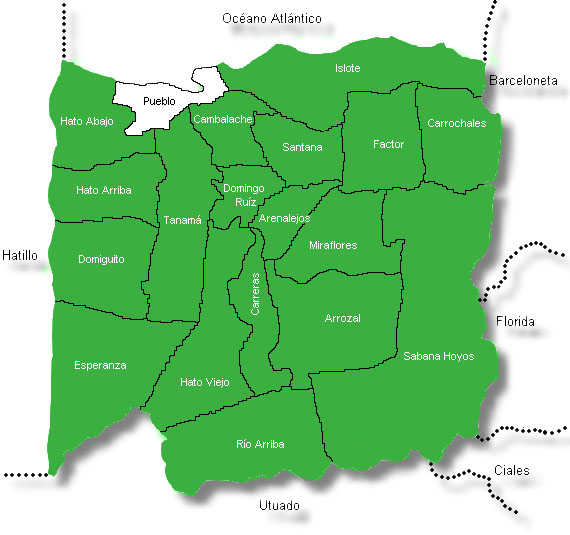 Océano Atlántico
Islote
Barceloneta
Pueblo
Hato Abajo
Cambalache
Carrochales
Santana
Factor
Hato Arriba
Domingo
Ruíz
Tanamá
Arenalejos
Miraflores
Hatillo
Domiguito
Carreras
Arrozal
Florida
Sabana Hoyos
Esperanza
Hato Viejo
Río Arriba
Ciales
Utuado